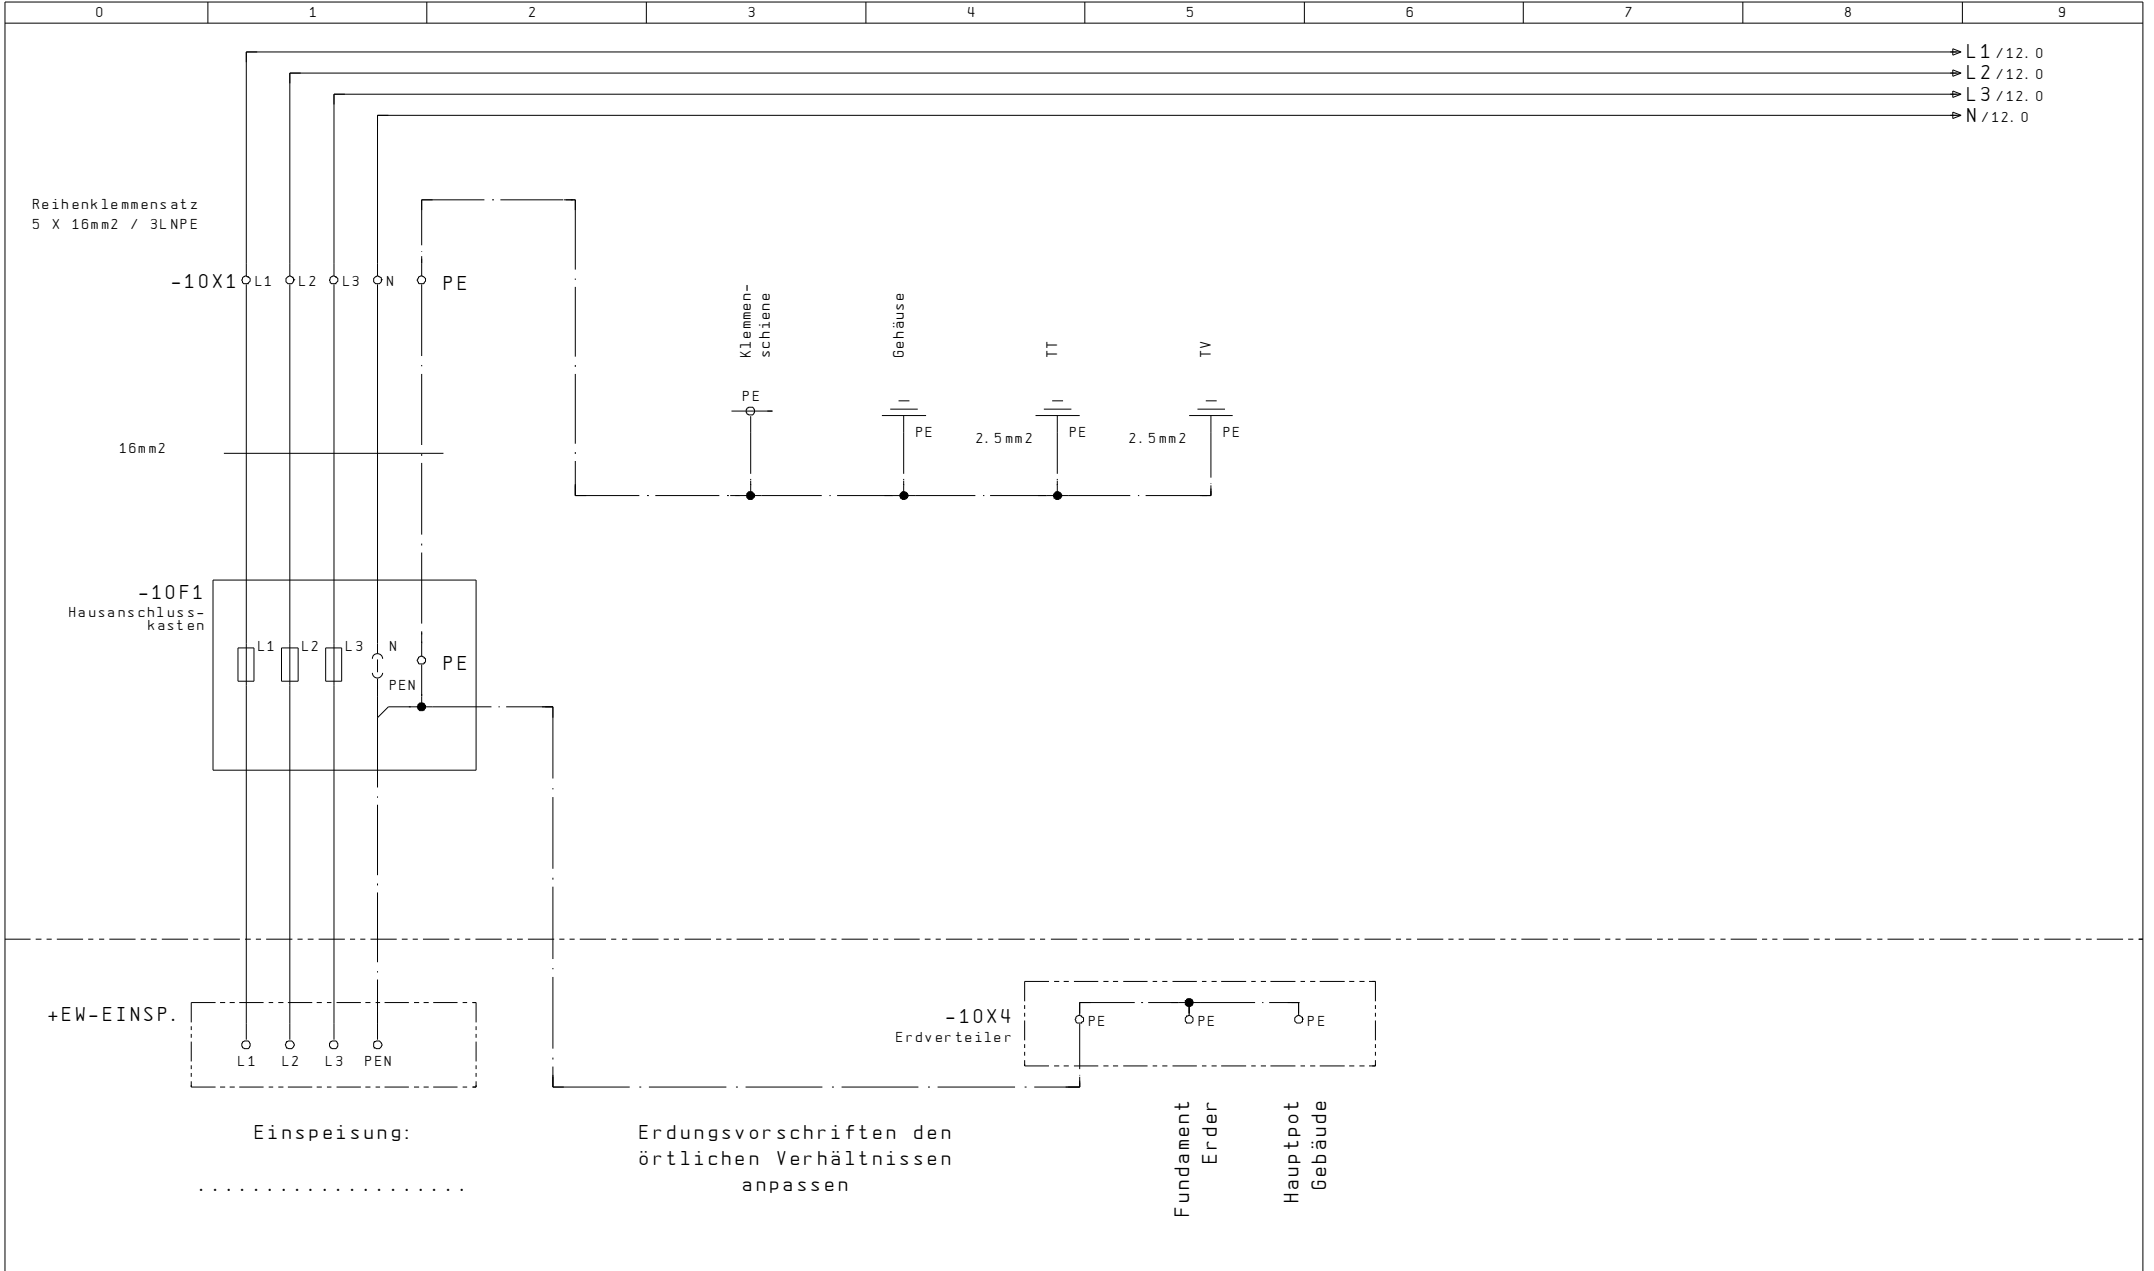 0 1 2 3 4 5 6 7 8 9
L1/12.0
L2/12.0
L3/12.0
N/12.0
Reihenklemmensatz
5 X 16mm2 / 3LNPE
-10X1 L1 L2 L3 N PE
Klemmen-
schiene
Gehäuse
TT
TV
PE
PE
2.5mm2 PE
2.5mm2 PE
16mm2
-10F1
Hausanschluss-
kasten
L1 L2 L3 N PE
PEN
+EW-EINSP.
L1 L2 L3 PEN
-10X4
Erdverteiler
PE PE PE
Einspeisung:
....................
Erdungsvorschriften den
örtlichen Verhältnissen
anpassen
Fundament
Erder
Hauptpot
Gebäude